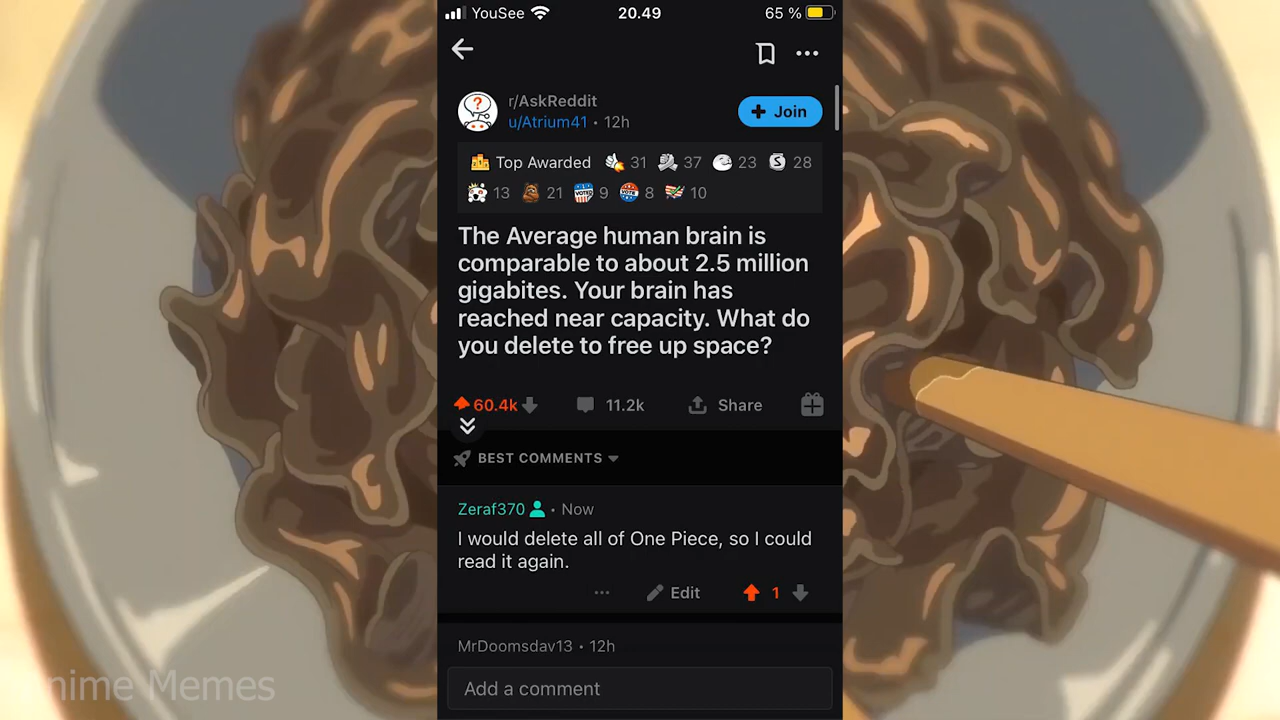 YouSee 20.49 65 %
r/AskReddit
u/Atrium41 • 12h
+ Join
Top Awarded 31 37 23 S 28
13 21 VOTED 9 VOTE 8 10
The Average human brain is
comparable to about 2.5 million
gigabites. Your brain has
reached near capacity. What do
you delete to free up space?
60.4k 11.2k Share
BEST COMMENTS
Zeraf370 • Now
I would delete all of One Piece, so I could
read it again.
... Edit 1
MrDoomsdav13 • 12h
Add a comment
Anime Memes